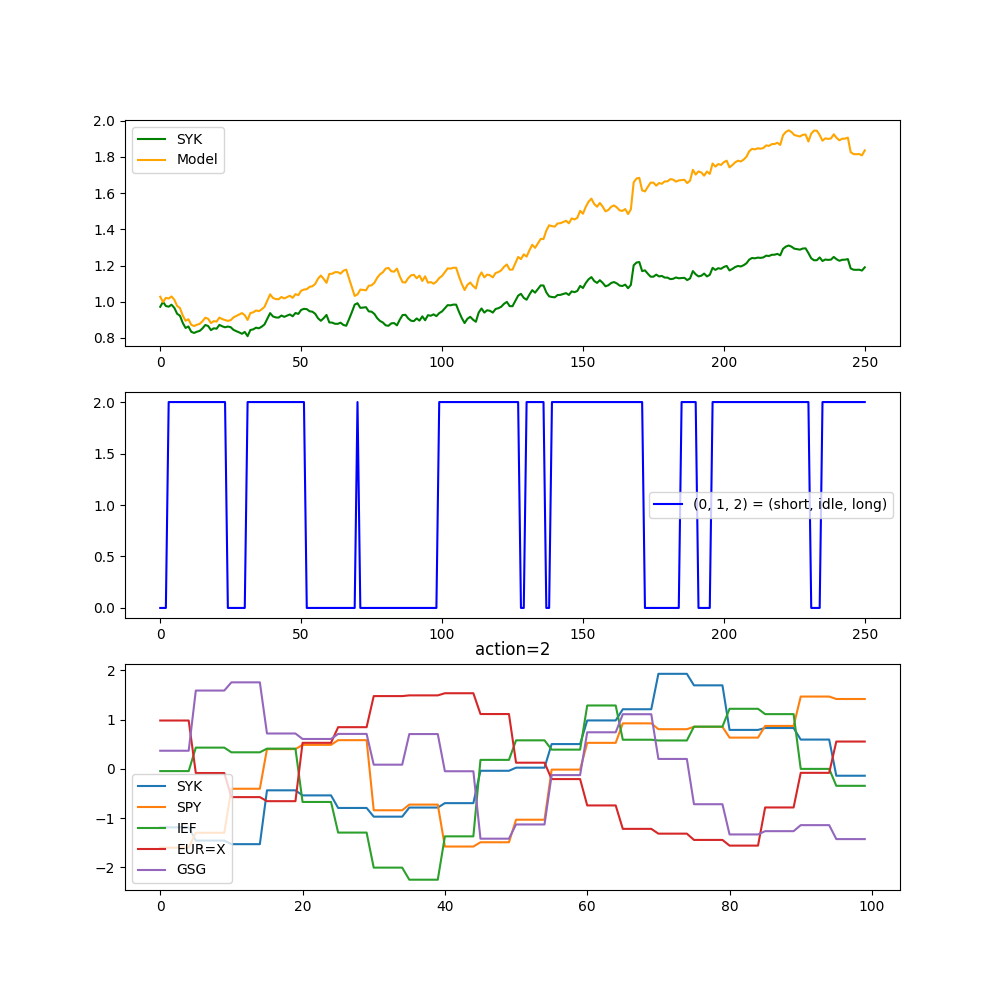 2.0
1.8
1.6
1.4
1.2
1.0
0.8
SYK
Model
0 50 100 150 200 250
2.0
1.5
1.0
0.5
0.0
(0, 1, 2) = (short, idle, long)
0 50 100 150 200 250
action=2
2
1
0
−1
−2
SYK
SPY
IEF
EUR=X
GSG
0 20 40 60 80 100